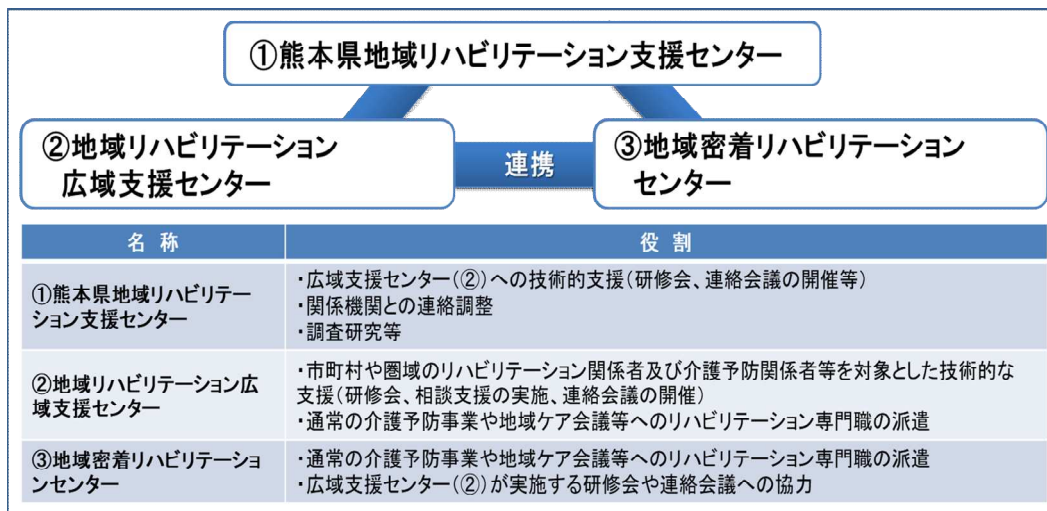 ①熊本県地域リハビリテーション支援センター
②地域リハビリテーション
広域支援センター
連携
③地域密着リハビリテーション
センター
名 称
役 割
①熊本県地域リハビリテー
ション支援センター
・広域支援センター(②)への技術的支援(研修会、連絡会議の開催等)
・関係機関との連絡調整
・調査研究等
②地域リハビリテーション広
域支援センター
・市町村や圏域のリハビリテーション関係者及び介護予防関係者等を対象とした技術的な
支援(研修会、相談支援の実施、連絡会議の開催)
・通常の介護予防事業や地域ケア会議等へのリハビリテーション専門職の派遣
③地域密着リハビリテーショ
ンセンター
・通常の介護予防事業や地域ケア会議等へのリハビリテーション専門職の派遣
・広域支援センター(②)が実施する研修会や連絡会議への協力